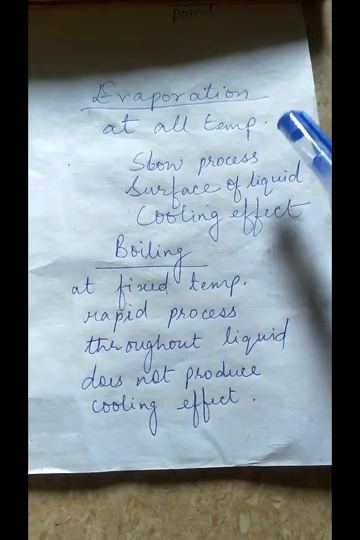 point
Evaporation
at all temp.
Slow process
Surface of liquid
Cooling effect
Boiling
at fixed temp.
rapid process
throughout liquid
does not produce
cooling effect.